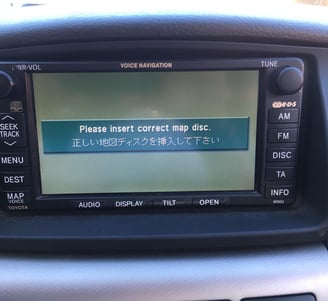 PWR-VOL
VOICE NAVIGATION
TUNE
R·D·S
SEEK
TRACK
MENU
DEST
MAP
VOICE
TOYOTA
Please insert correct map disc.
正しい地図ディスクを挿入して下さい
AM
FM
DISC
TA
INFO
AUDIO
DISPLAY
TILT
OPEN